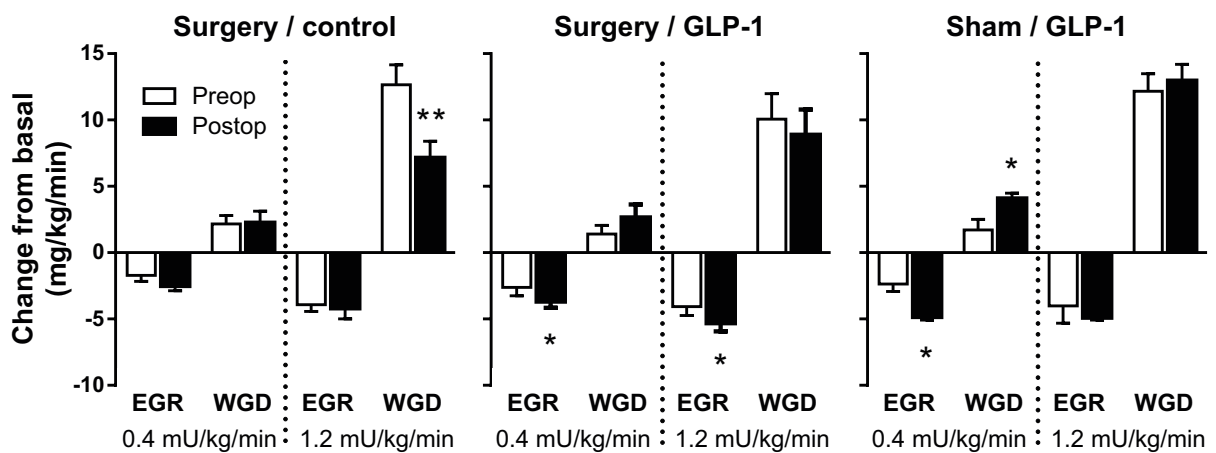 Surgery / control
Surgery / GLP-1
Sham / GLP-1
Change from basal
(mg/kg/min)
15
10
5
0
-5
-10
Preop
Postop
**
*
*
*
*
EGR WGD EGR WGD
EGR WGD EGR WGD
EGR WGD EGR WGD
0.4 mU/kg/min 1.2 mU/kg/min
0.4 mU/kg/min 1.2 mU/kg/min
0.4 mU/kg/min 1.2 mU/kg/min